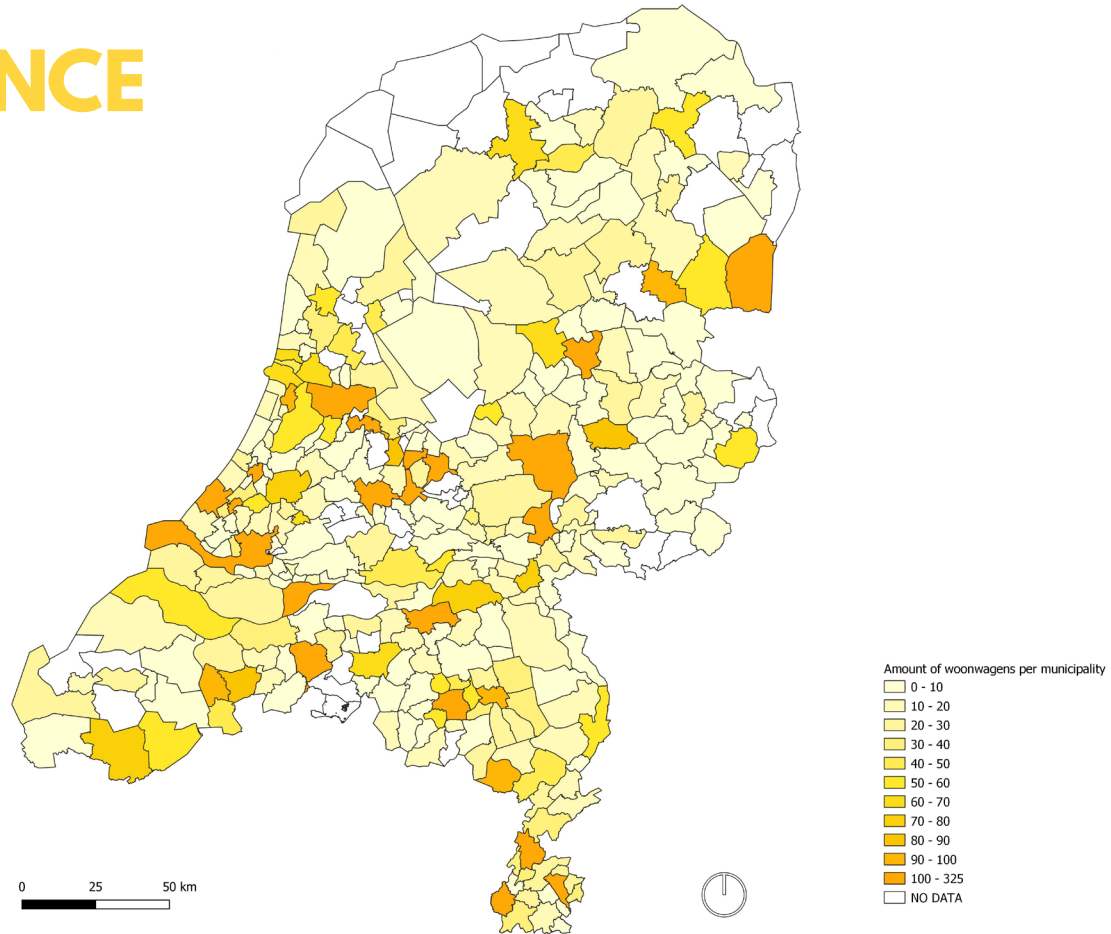 NCE
Amount of woonwagens per municipality
0 - 10
10 - 20
20 - 30
30 - 40
40 - 50
50 - 60
60 - 70
70 - 80
80 - 90
90 - 100
100 - 325
NO DATA
0 25 50 km